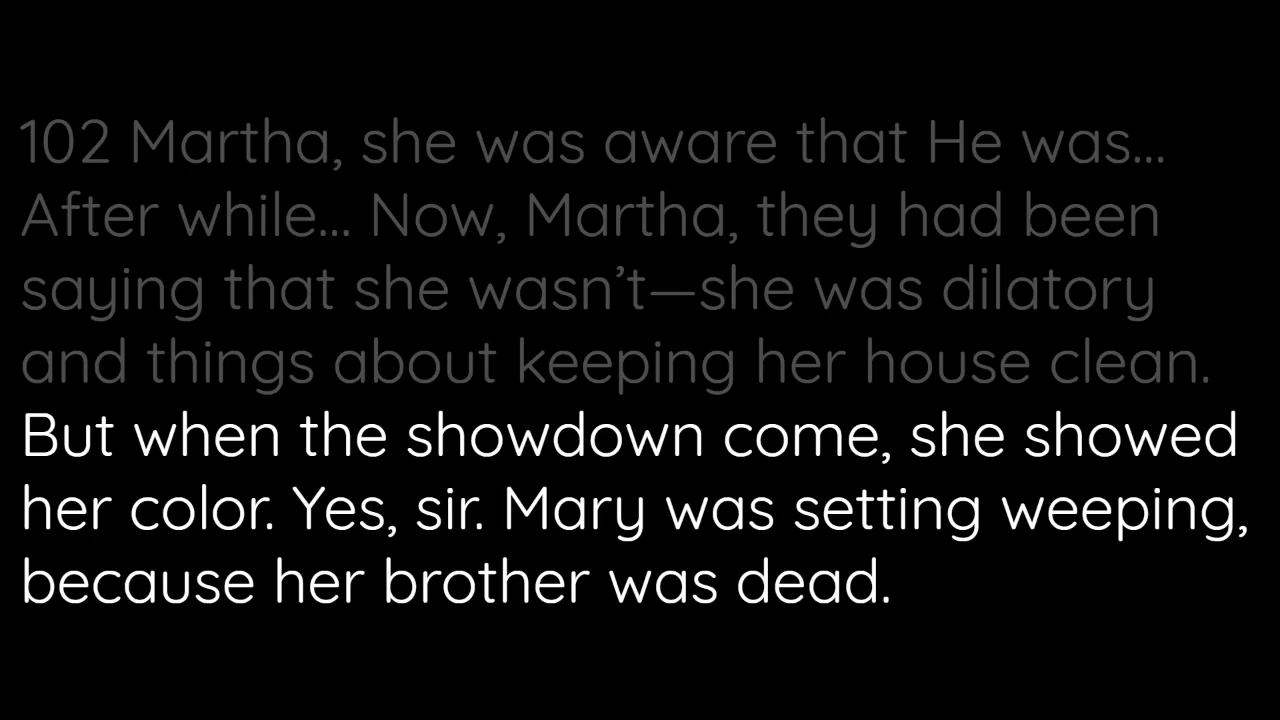 102 Martha, she was aware that He was...
After while... Now, Martha, they had been
saying that she wasn’t—she was dilatory
and things about keeping her house clean.
But when the showdown come, she showed
her color. Yes, sir. Mary was setting weeping,
because her brother was dead.